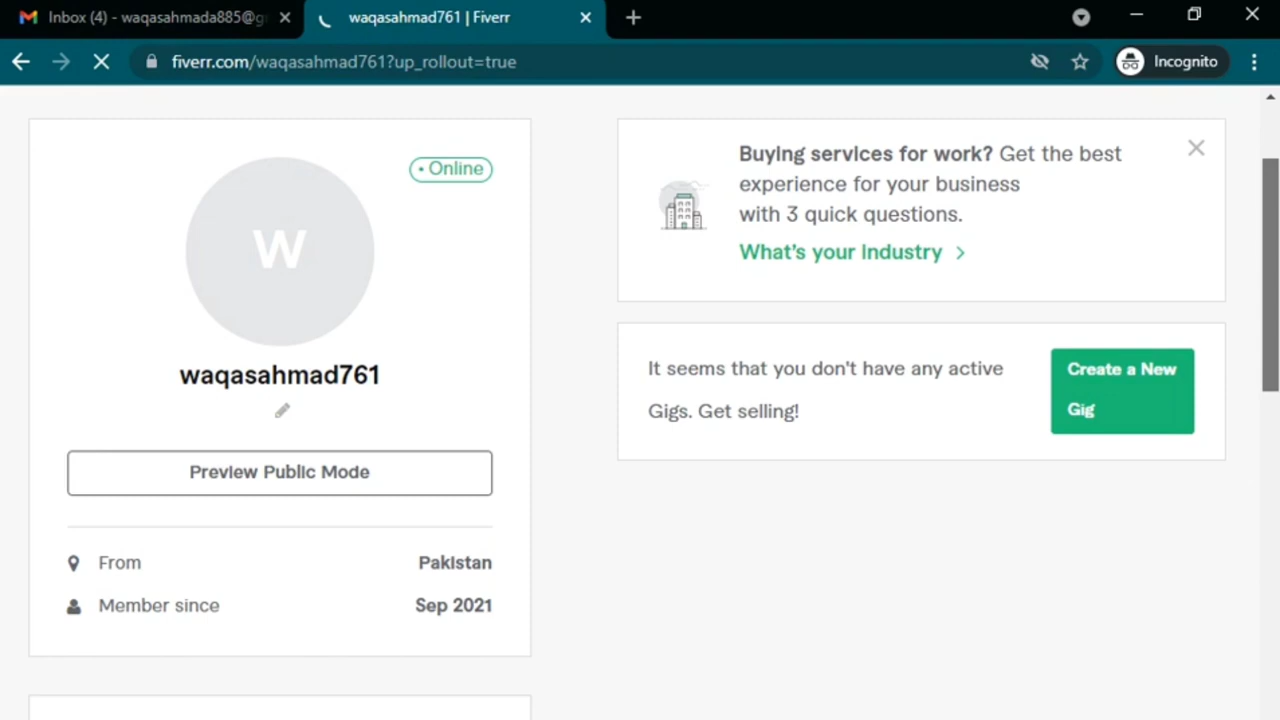 Inbox (4) - waqasahmada885@g
waqasahmad761 | Fiverr
fiverr.com/waqasahmad761?up_rollout=true
Incognito
• Online
W
waqasahmad761
Preview Public Mode
From Pakistan
Member since Sep 2021
Buying services for work? Get the best
experience for your business
with 3 quick questions.
What's your Industry >
It seems that you don't have any active
Gigs. Get selling!
Create a New
Gig